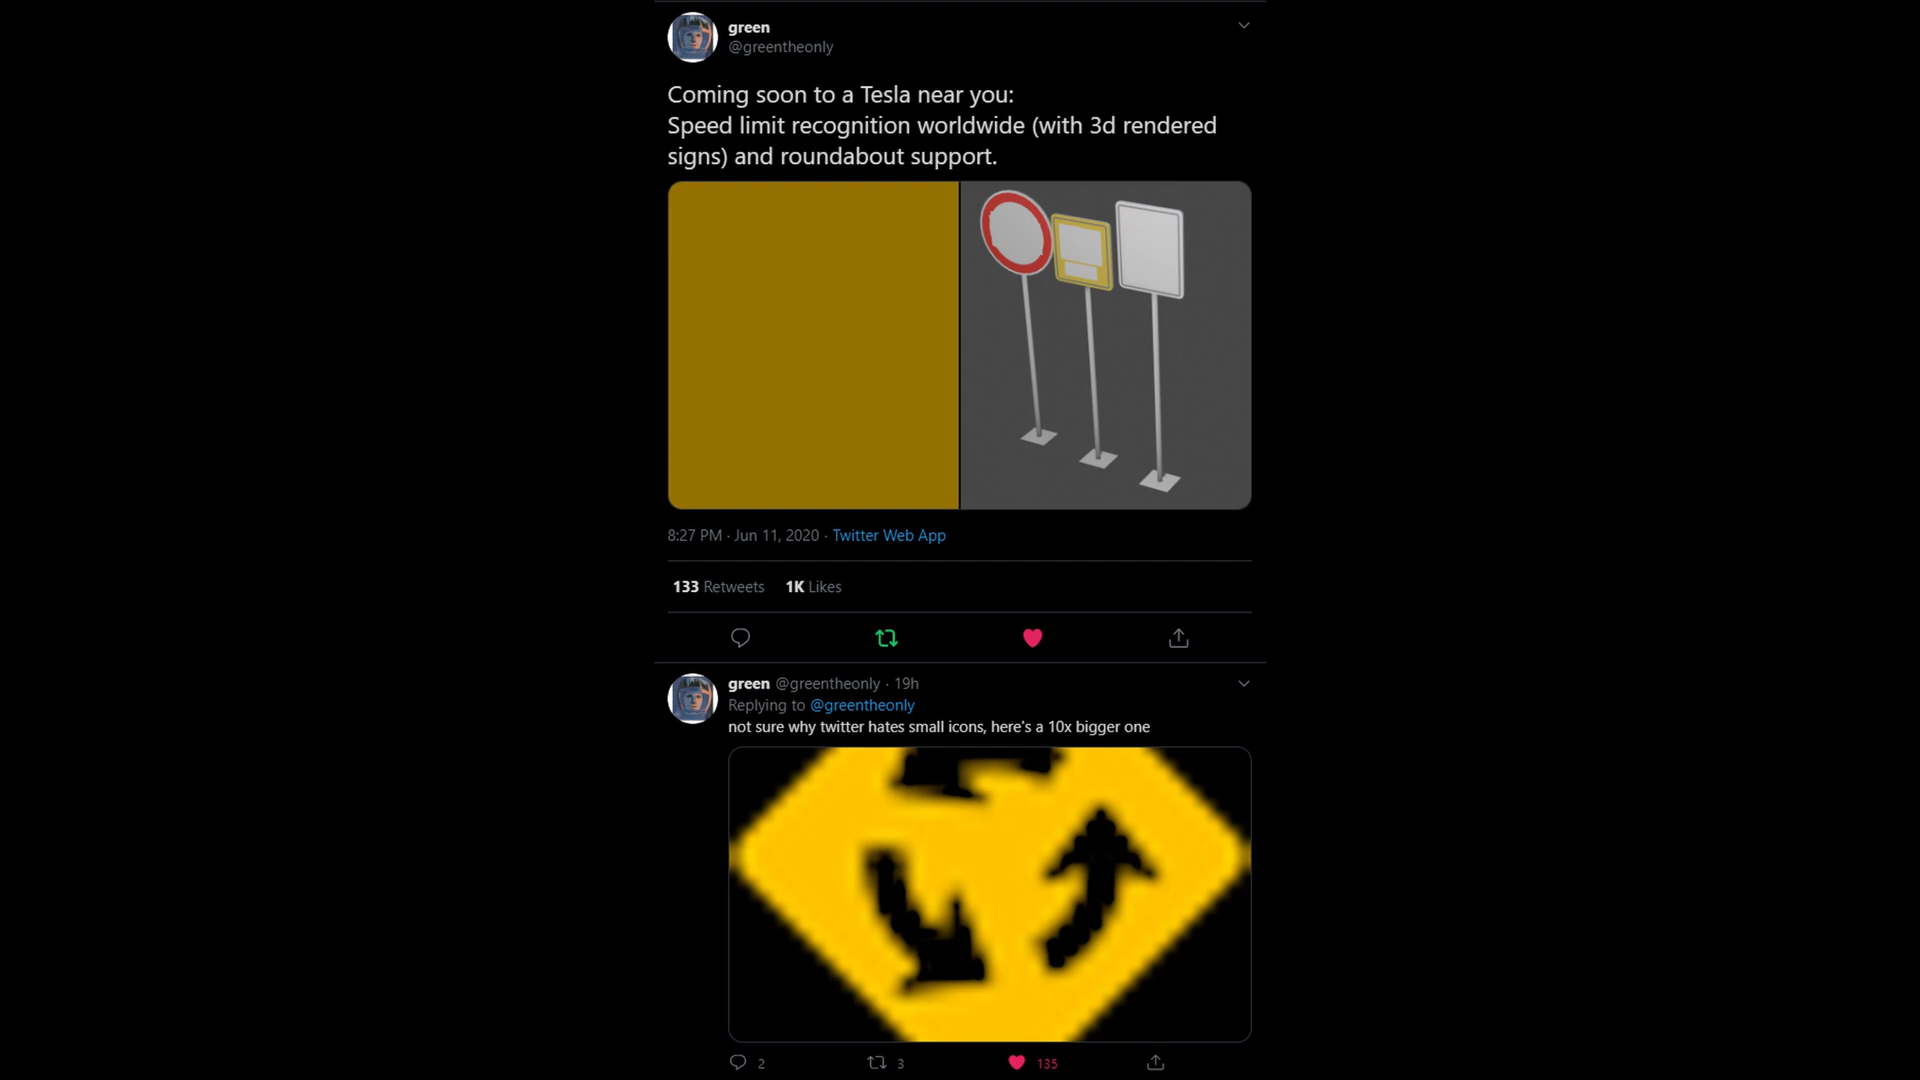 green
@greentheonly
Coming soon to a Tesla near you:
Speed limit recognition worldwide (with 3d rendered
signs) and roundabout support.
8:27 PM · Jun 11, 2020 · Twitter Web App
133 Retweets 1K Likes
green @greentheonly · 19h
Replying to @greentheonly
not sure why twitter hates small icons, here's a 10x bigger one
2 3 135